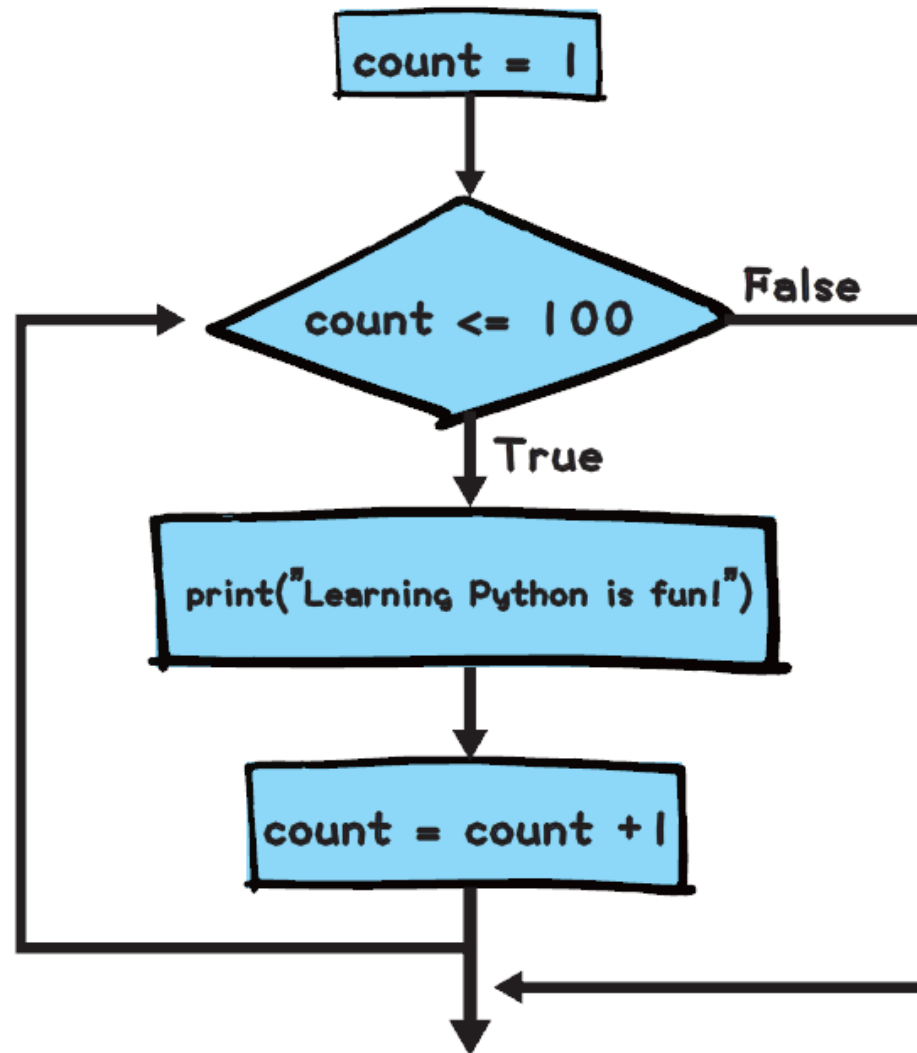 count = 1
count <= 100
False
True
print("Learning Python is fun!")
count = count +1